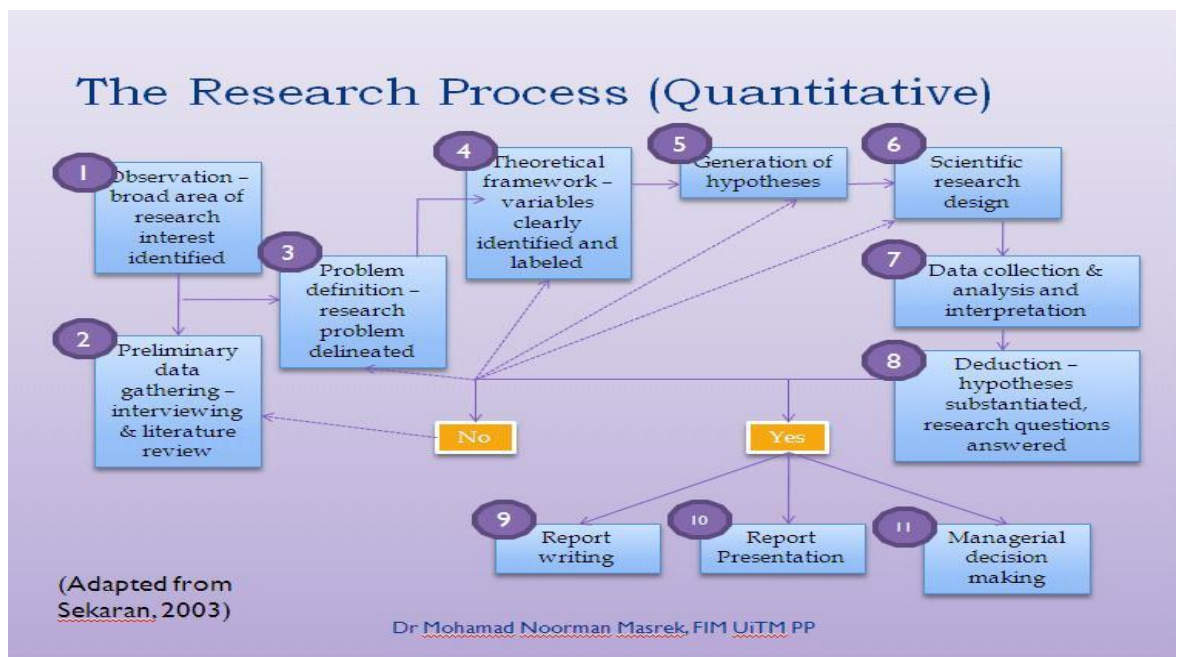 The Research Process (Quantitative)
1
Observation –
broad area of
research
interest
identified
2
Preliminary
data
gathering –
interviewing
& literature
review
3
Problem
definition –
research
problem
delineated
4
Theoretical
framework –
variables
clearly
identified and
labeled
5
Generation of
hypotheses
6
Scientific
research
design
7
Data collection &
analysis and
interpretation
8
Deduction –
hypotheses
substantiated,
research questions
answered
No
Yes
9
Report
writing
10
Report
Presentation
11
Managerial
decision
making
(Adapted from
Sekaran, 2003)
Dr Mohamad Noorman Masrek, FIM UiTM PP